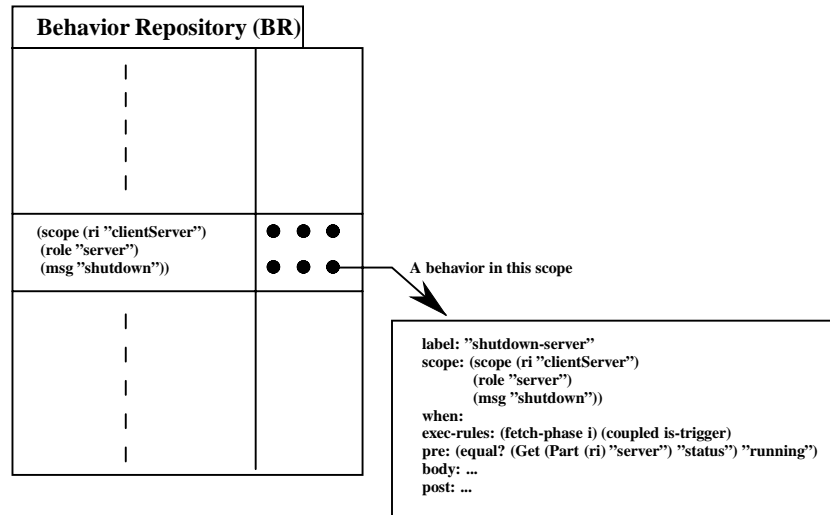 Behavior Repository (BR)
(scope (ri ”clientServer”)
(role ”server”)
(msg ”shutdown”))
A behavior in this scope
label: ”shutdown-server”
scope: (scope (ri ”clientServer”)
(role ”server”)
(msg ”shutdown”))
when:
exec-rules: (fetch-phase i) (coupled is-trigger)
pre: (equal? (Get (Part (ri) ”server”) ”status”) ”running”)
body: ...
post: ...